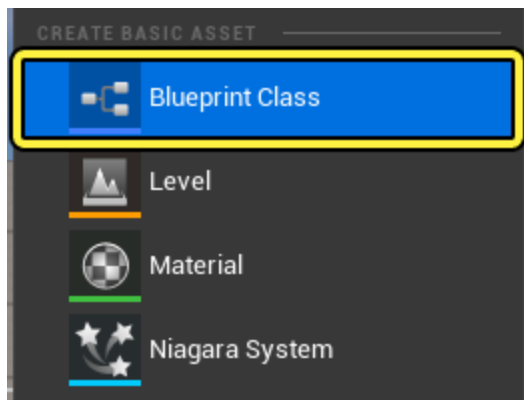 CREATE BASIC ASSET
Blueprint Class
Level
Material
Niagara System